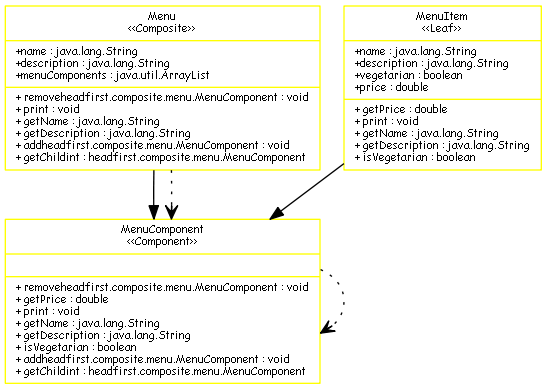 Menu
<<Composite>>
+name : java.lang.String
+description : java.lang.String
+menuComponents : java.util.ArrayList
+ removeheadfirst.composite.menu.MenuComponent : void
+ print : void
+ getName : java.lang.String
+ getDescription : java.lang.String
+ addheadfirst.composite.menu.MenuComponent : void
+ getChildint : headfirst.composite.menu.MenuComponent
MenuItem
<<Leaf>>
+name : java.lang.String
+description : java.lang.String
+vegetarian : boolean
+price : double
+ getPrice : double
+ print : void
+ getName : java.lang.String
+ getDescription : java.lang.String
+ isVegetarian : boolean
MenuComponent
<<Component>>
+ removeheadfirst.composite.menu.MenuComponent : void
+ getPrice : double
+ print : void
+ getName : java.lang.String
+ getDescription : java.lang.String
+ isVegetarian : boolean
+ addheadfirst.composite.menu.MenuComponent : void
+ getChildint : headfirst.composite.menu.MenuComponent